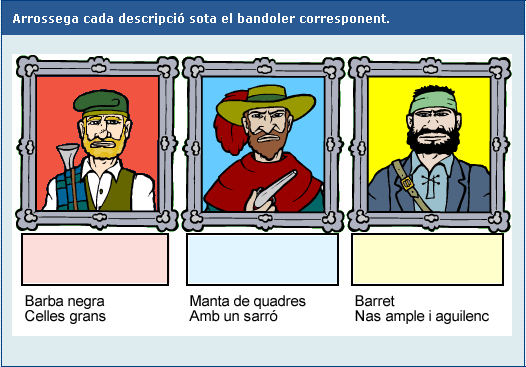 Arrossega cada descripció sota el bandoler corresponent.
Barba negra
Celles grans
Manta de quadres
Amb un sarró
Barret
Nas ample i aguilenc